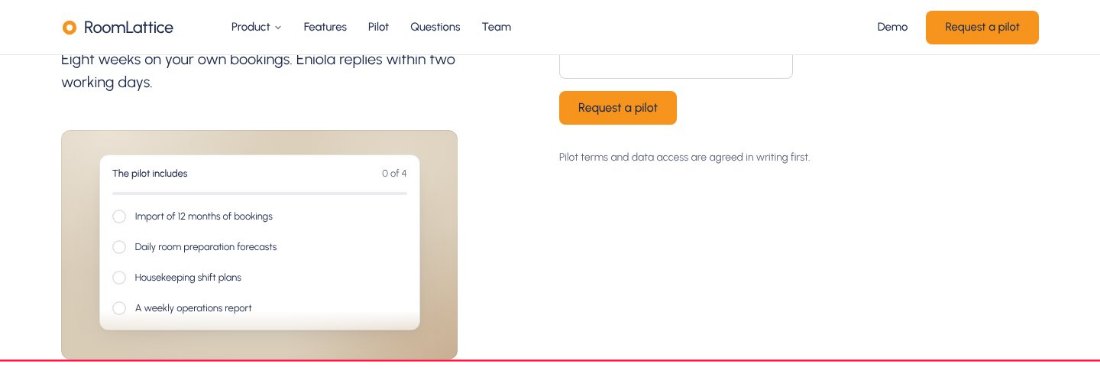 RoomLattice
Product
Features
Pilot
Questions
Team
Demo
Request a pilot
Eight weeks on your own bookings. Eniola replies within two
working days.
The pilot includes
0 of 4
Import of 12 months of bookings
Daily room preparation forecasts
Housekeeping shift plans
A weekly operations report
Request a pilot
Pilot terms and data access are agreed in writing first.